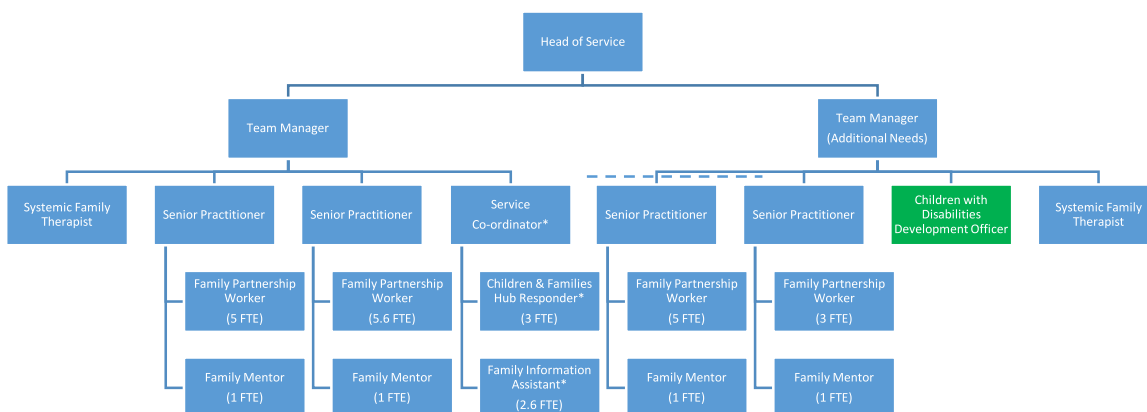 Head of Service
Team Manager
Team Manager
(Additional Needs)
Systemic Family
Therapist
Senior Practitioner
Senior Practitioner
Service
Co-ordinator*
Senior Practitioner
Senior Practitioner
Children with
Disabilities
Development Officer
Systemic Family
Therapist
Family Partnership
Worker
(5 FTE)
Family Partnership
Worker
(5.6 FTE)
Children & Families
Hub Responder*
(3 FTE)
Family Partnership
Worker
(5 FTE)
Family Partnership
Worker
(3 FTE)
Family Mentor
(1 FTE)
Family Mentor
(1 FTE)
Family Information
Assistant*
(2.6 FTE)
Family Mentor
(1 FTE)
Family Mentor
(1 FTE)